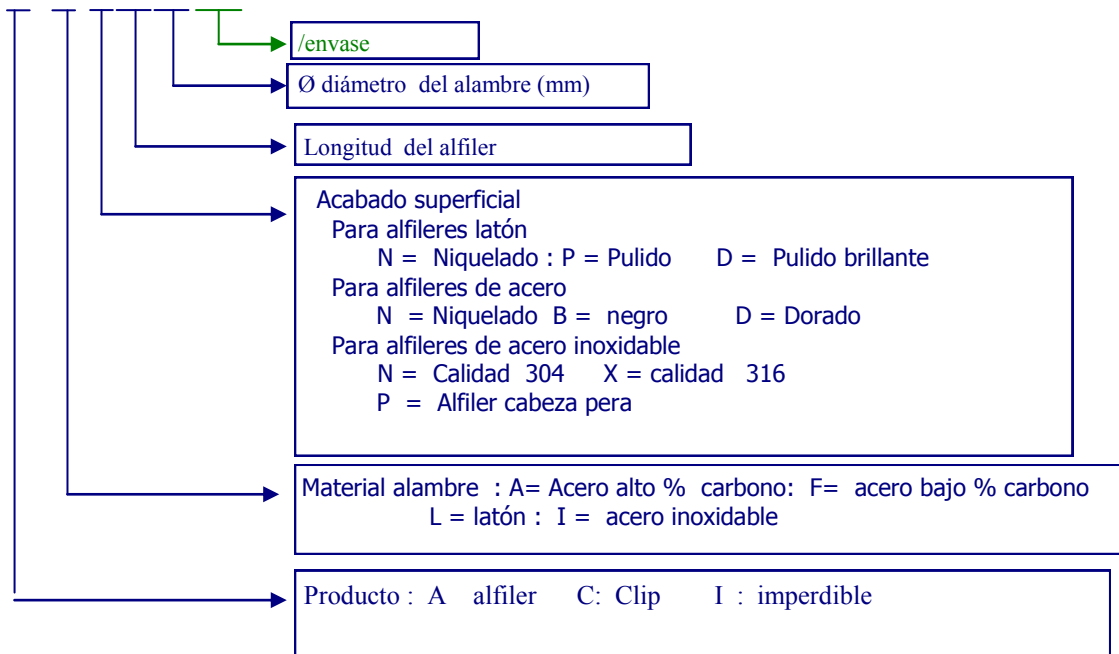 /envase
Ø diámetro del alambre (mm)
Longitud del alfiler
Acabado superficial
Para alfileres latón
N = Niquelado : P = Pulido D = Pulido brillante
Para alfileres de acero
N = Niquelado B = negro D = Dorado
Para alfileres de acero inoxidable
N = Calidad 304 X = calidad 316
P = Alfiler cabeza pera
Material alambre : A= Acero alto % carbono: F= acero bajo % carbono
L = latón : I = acero inoxidable
Producto : A alfiler C: Clip I : imperdible